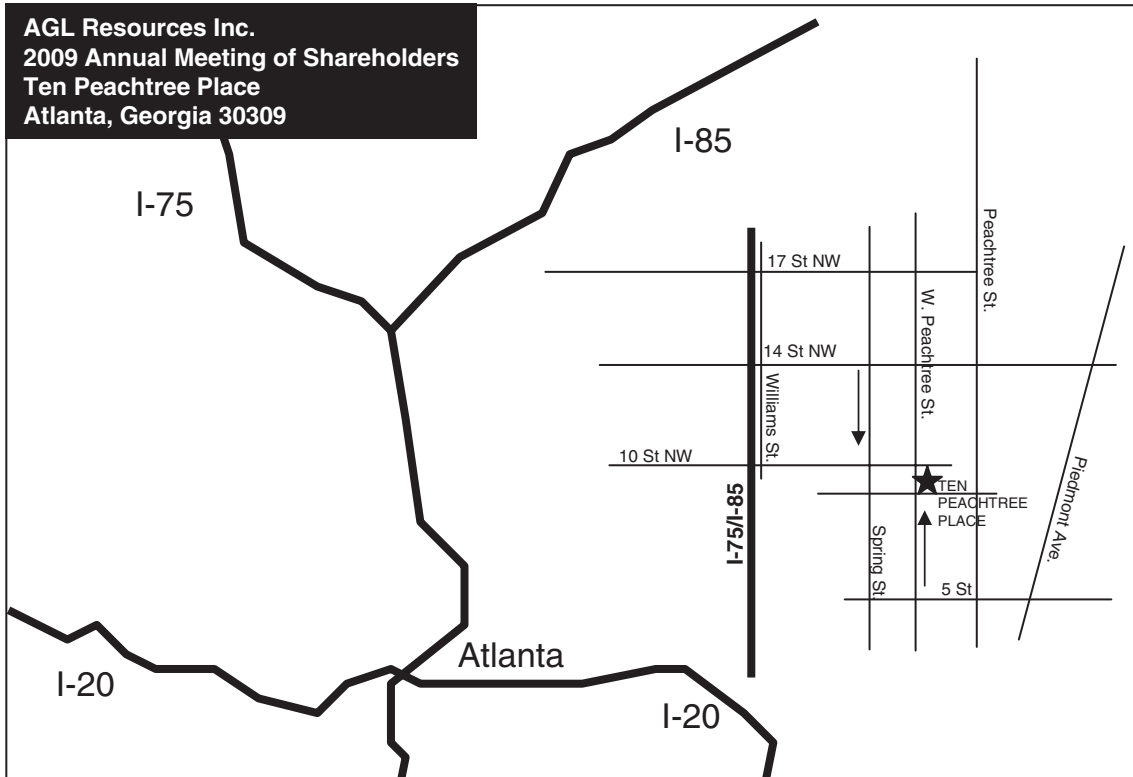 AGL Resources Inc.
2009 Annual Meeting of Shareholders
Ten Peachtree Place
Atlanta, Georgia 30309
I-85
I-75
Peachtree St.
17 St NW
W. Peachtree St.
14 St NW
Williams St.
10 St NW
TEN
PEACHTREE
PLACE
Piedmont Ave.
I-75/I-85
Spring St.
5 St
Atlanta
I-20
I-20